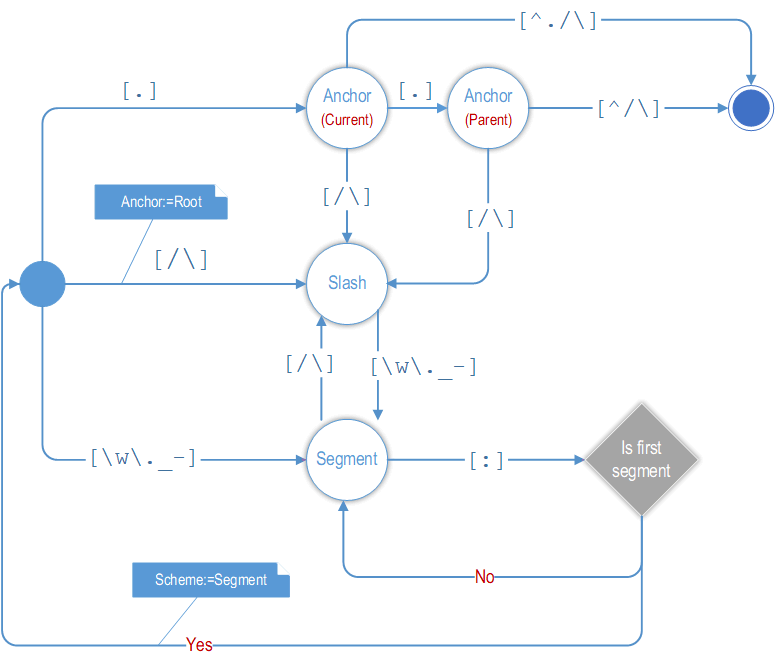 [^./\]
[.]
Anchor
(Current)
[.]
Anchor
(Parent)
[^/\]
Anchor:=Root
[/\]
[/\]
[/\]
Slash
[/\]
[\w\._-]
[\w\._-]
Segment
[:]
Is first
segment
Scheme:=Segment
No
Yes